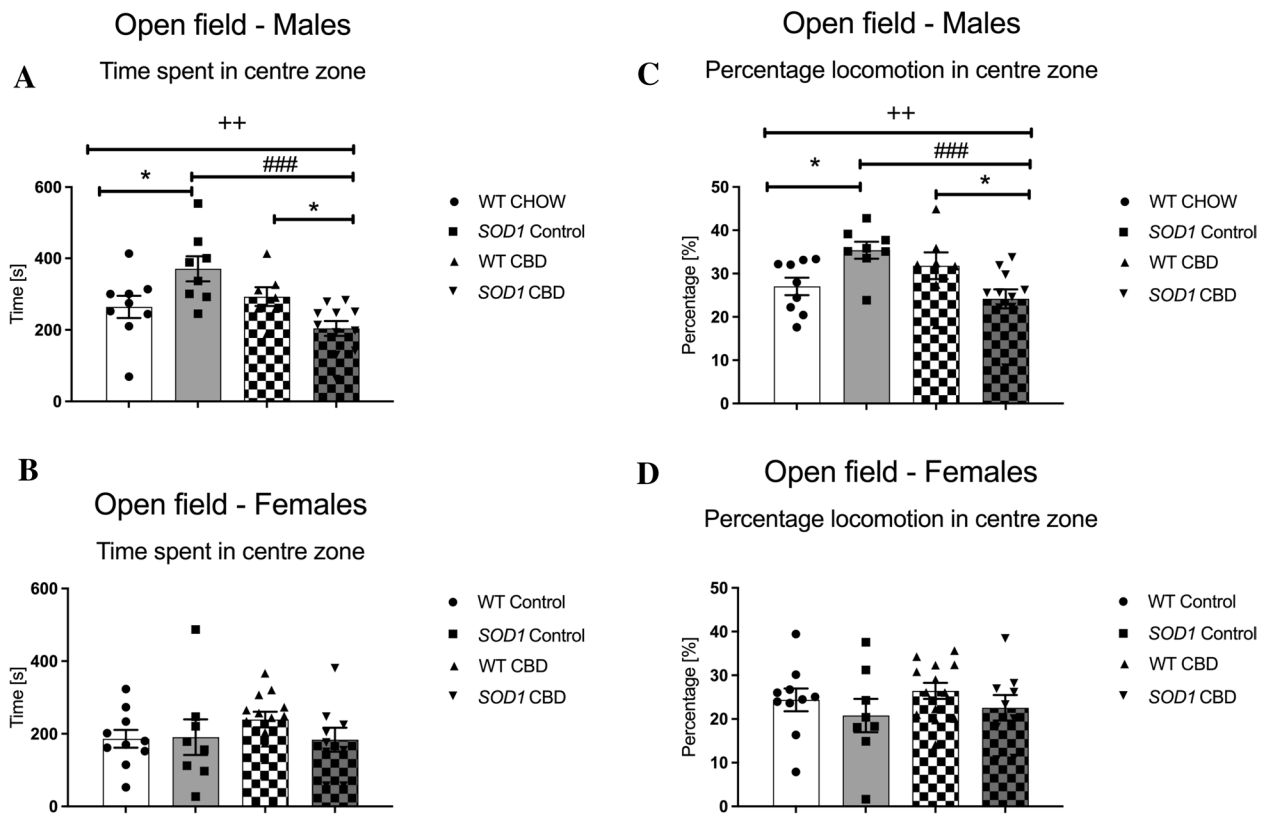 A
Open field - Males
Time spent in centre zone
++
###
*
*
600
400
200
0
Time [s]
WT CHOW
SOD1 Control
WT CBD
SOD1 CBD
C
Open field - Males
Percentage locomotion in centre zone
++
###
*
*
50
40
30
20
10
0
Percentage [%]
WT CHOW
SOD1 Control
WT CBD
SOD1 CBD
B
Open field - Females
Time spent in centre zone
600
400
200
0
Time [s]
WT Control
SOD1 Control
WT CBD
SOD1 CBD
D
Open field - Females
Percentage locomotion in centre zone
50
40
30
20
10
0
Percentage [%]
WT Control
SOD1 Control
WT CBD
SOD1 CBD